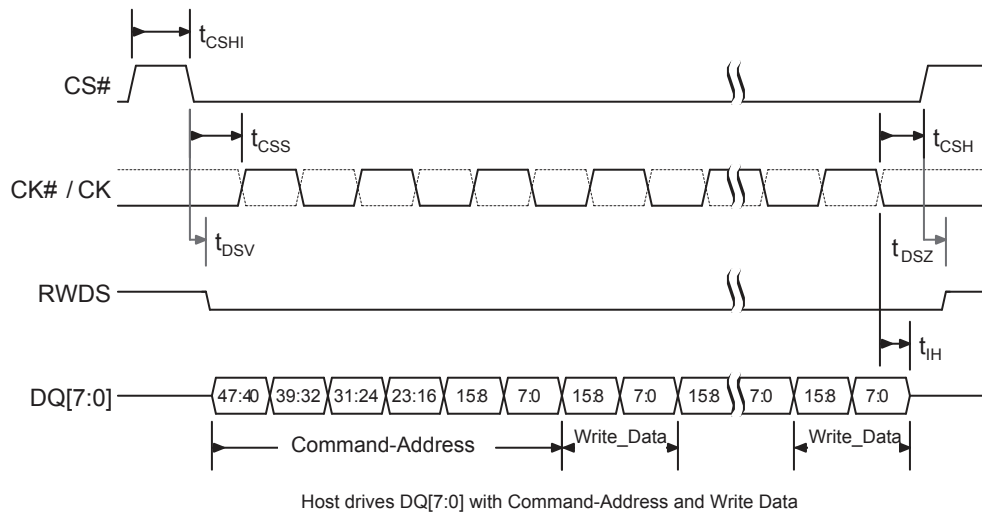 tCSHI
CS#
tCSS
tCSH
CK# / CK
tDSV
tDSZ
RWDS
tIH
DQ[7:0]
47:40 39:32 31:24 23:16 15:8 7:0 15:8 7:0 15:8 7:0 15:8 7:0
Command-Address Write_Data Write_Data
Host drives DQ[7:0] with Command-Address and Write Data